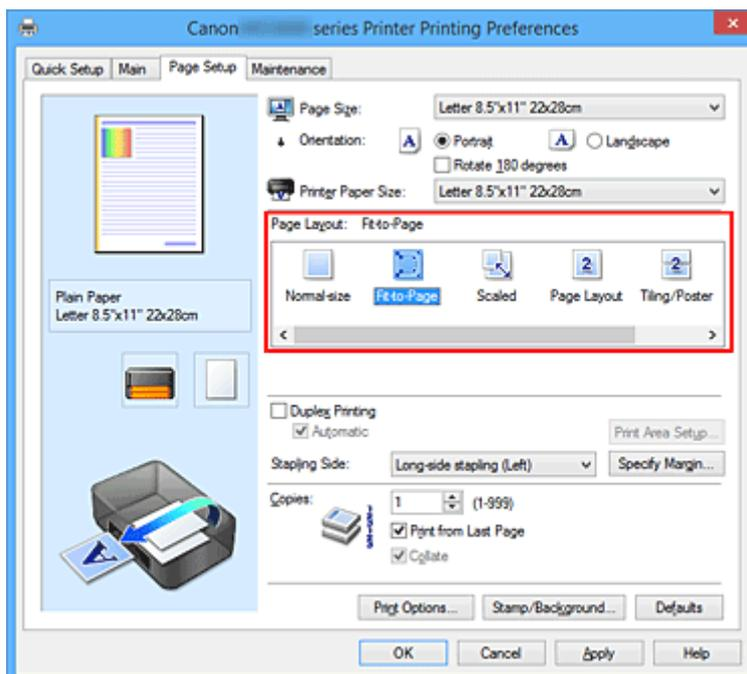 Canon series Printer Printing Preferences
Quick Setup Main Page Setup Maintenance
Page Size: Letter 8.5"x11" 22x28cm
Orientation: A Portrait A Landscape
Rotate 180 degrees
Printer Paper Size: Letter 8.5"x11" 22x28cm
Page Layout: Fit-to-Page
2 2
Normal-size Fit-to-Page Scaled Page Layout Tiling/Poster
Plain Paper
Letter 8.5"x11" 22x28cm
Duplex Printing
Automatic
Print Area Setup...
Stapling Side: Long-side stapling (Left) Specify Margin...
Copies: 1 (1-999)
Print from Last Page
Collate
A
Print Options... Stamp/Background... Defaults
OK Cancel Apply Help